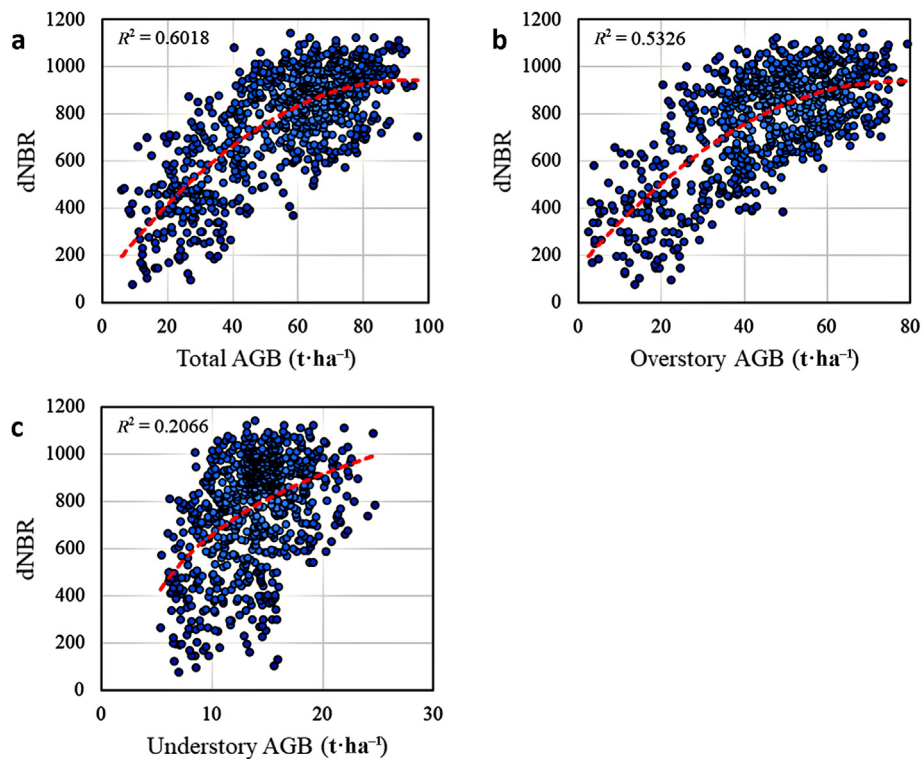 a
R² = 0.6018
1200
1000
800
600
400
200
0
dNBR
0 20 40 60 80 100
Total AGB (t·ha⁻¹)
b
R² = 0.5326
1200
1000
800
600
400
200
0
dNBR
0 20 40 60 80
Overstory AGB (t·ha⁻¹)
c
R² = 0.2066
1200
1000
800
600
400
200
0
dNBR
0 10 20 30
Understory AGB (t·ha⁻¹)